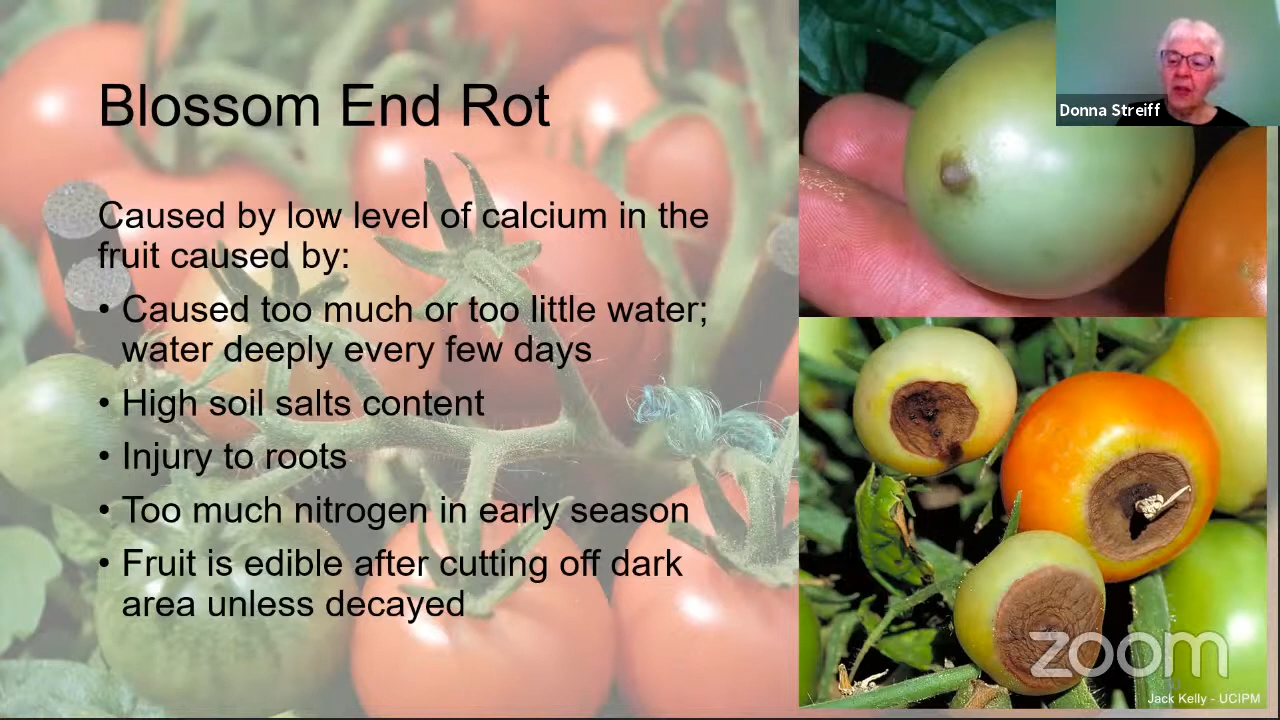 Blossom End Rot
Donna Streiff
Caused by low level of calcium in the
fruit caused by:
• Caused too much or too little water;
water deeply every few days
• High soil salts content
• Injury to roots
• Too much nitrogen in early season
• Fruit is edible after cutting off dark
area unless decayed
zoom
Jack Kelly - UCIPM